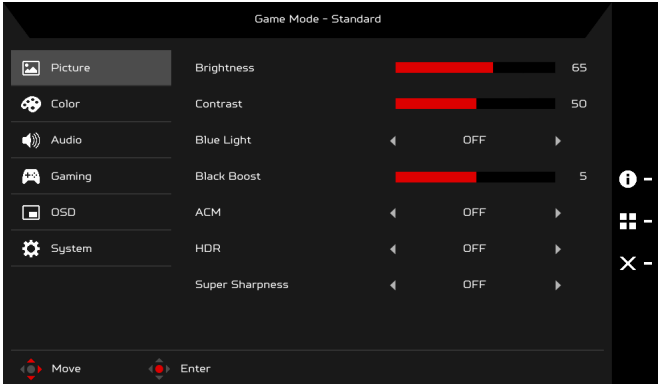 Game Mode - Standard
Picture
Brightness 65
Color
Contrast 50
Audio
Blue Light OFF
Gaming
Black Boost 5
OSD
ACM OFF
System
HDR OFF
Super Sharpness OFF
Move Enter